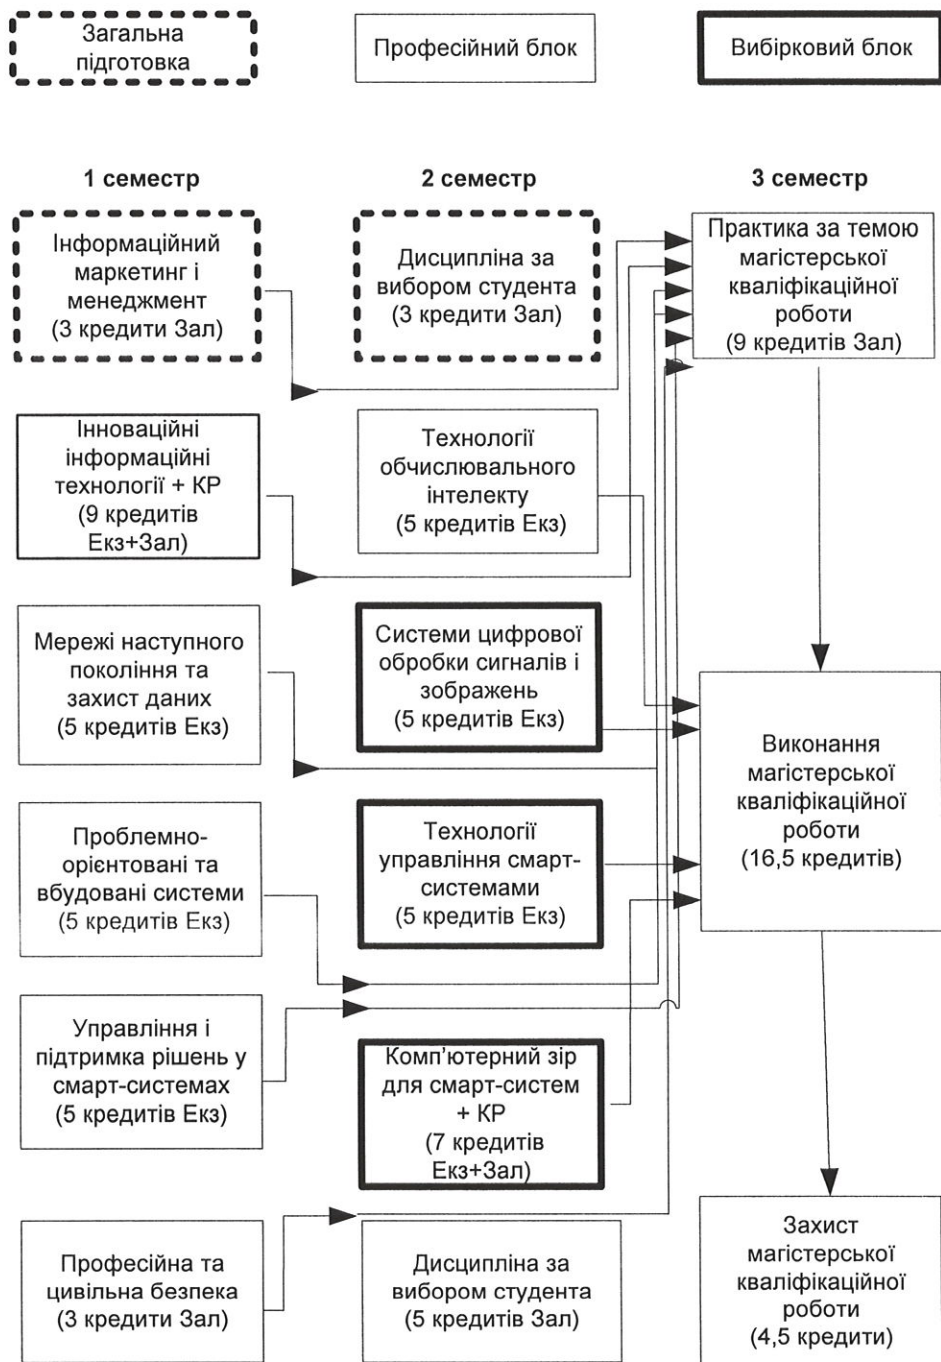 Загальна
підготовка
Професійний блок
Вибірковий блок
1 семестр
2 семестр
3 семестр
Інформаційний
маркетинг і
менеджмент
(3 кредити Зал)
Дисципліна за
вибором студента
(3 кредити Зал)
Практика за темою
магістерської
кваліфікаційної
роботи
(9 кредитів Зал)
Інноваційні
інформаційні
технології + КР
(9 кредитів
Екз+Зал)
Технології
обчислювального
інтелекту
(5 кредитів Екз)
Мережі наступного
покоління та
захист даних
(5 кредитів Екз)
Системи цифрової
обробки сигналів і
зображень
(5 кредитів Екз)
Виконання
магістерської
кваліфікаційної
роботи
(16,5 кредитів)
Проблемно-
орієнтовані та
вбудовані системи
(5 кредитів Екз)
Технології
управління смарт-
системами
(5 кредитів Екз)
Управління і
підтримка рішень у
смарт-системах
(5 кредитів Екз)
Комп'ютерний зір
для смарт-систем
+ КР
(7 кредитів
Екз+Зал)
Професійна та
цивільна безпека
(3 кредити Зал)
Дисципліна за
вибором студента
(5 кредитів Зал)
Захист
магістерської
кваліфікаційної
роботи
(4,5 кредити)